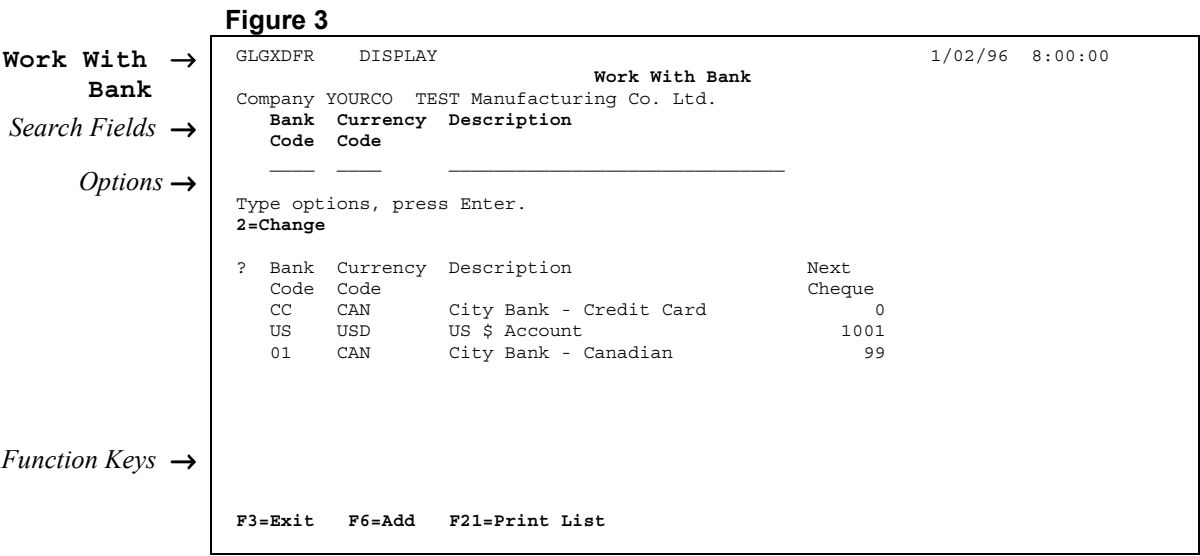 Figure 3
Work With → GLGXDFR DISPLAY 1/02/96 8:00:00
Bank Work With Bank
Company YOURCO TEST Manufacturing Co. Ltd.
Search Fields → Bank Currency Description
Code Code
____ ____ ______________________________
Options →
Type options, press Enter.
2=Change
? Bank Currency Description Next
Code Code Cheque
CC CAN City Bank - Credit Card 0
US USD US $ Account 1001
01 CAN City Bank - Canadian 99
Function Keys →
F3=Exit F6=Add F21=Print List